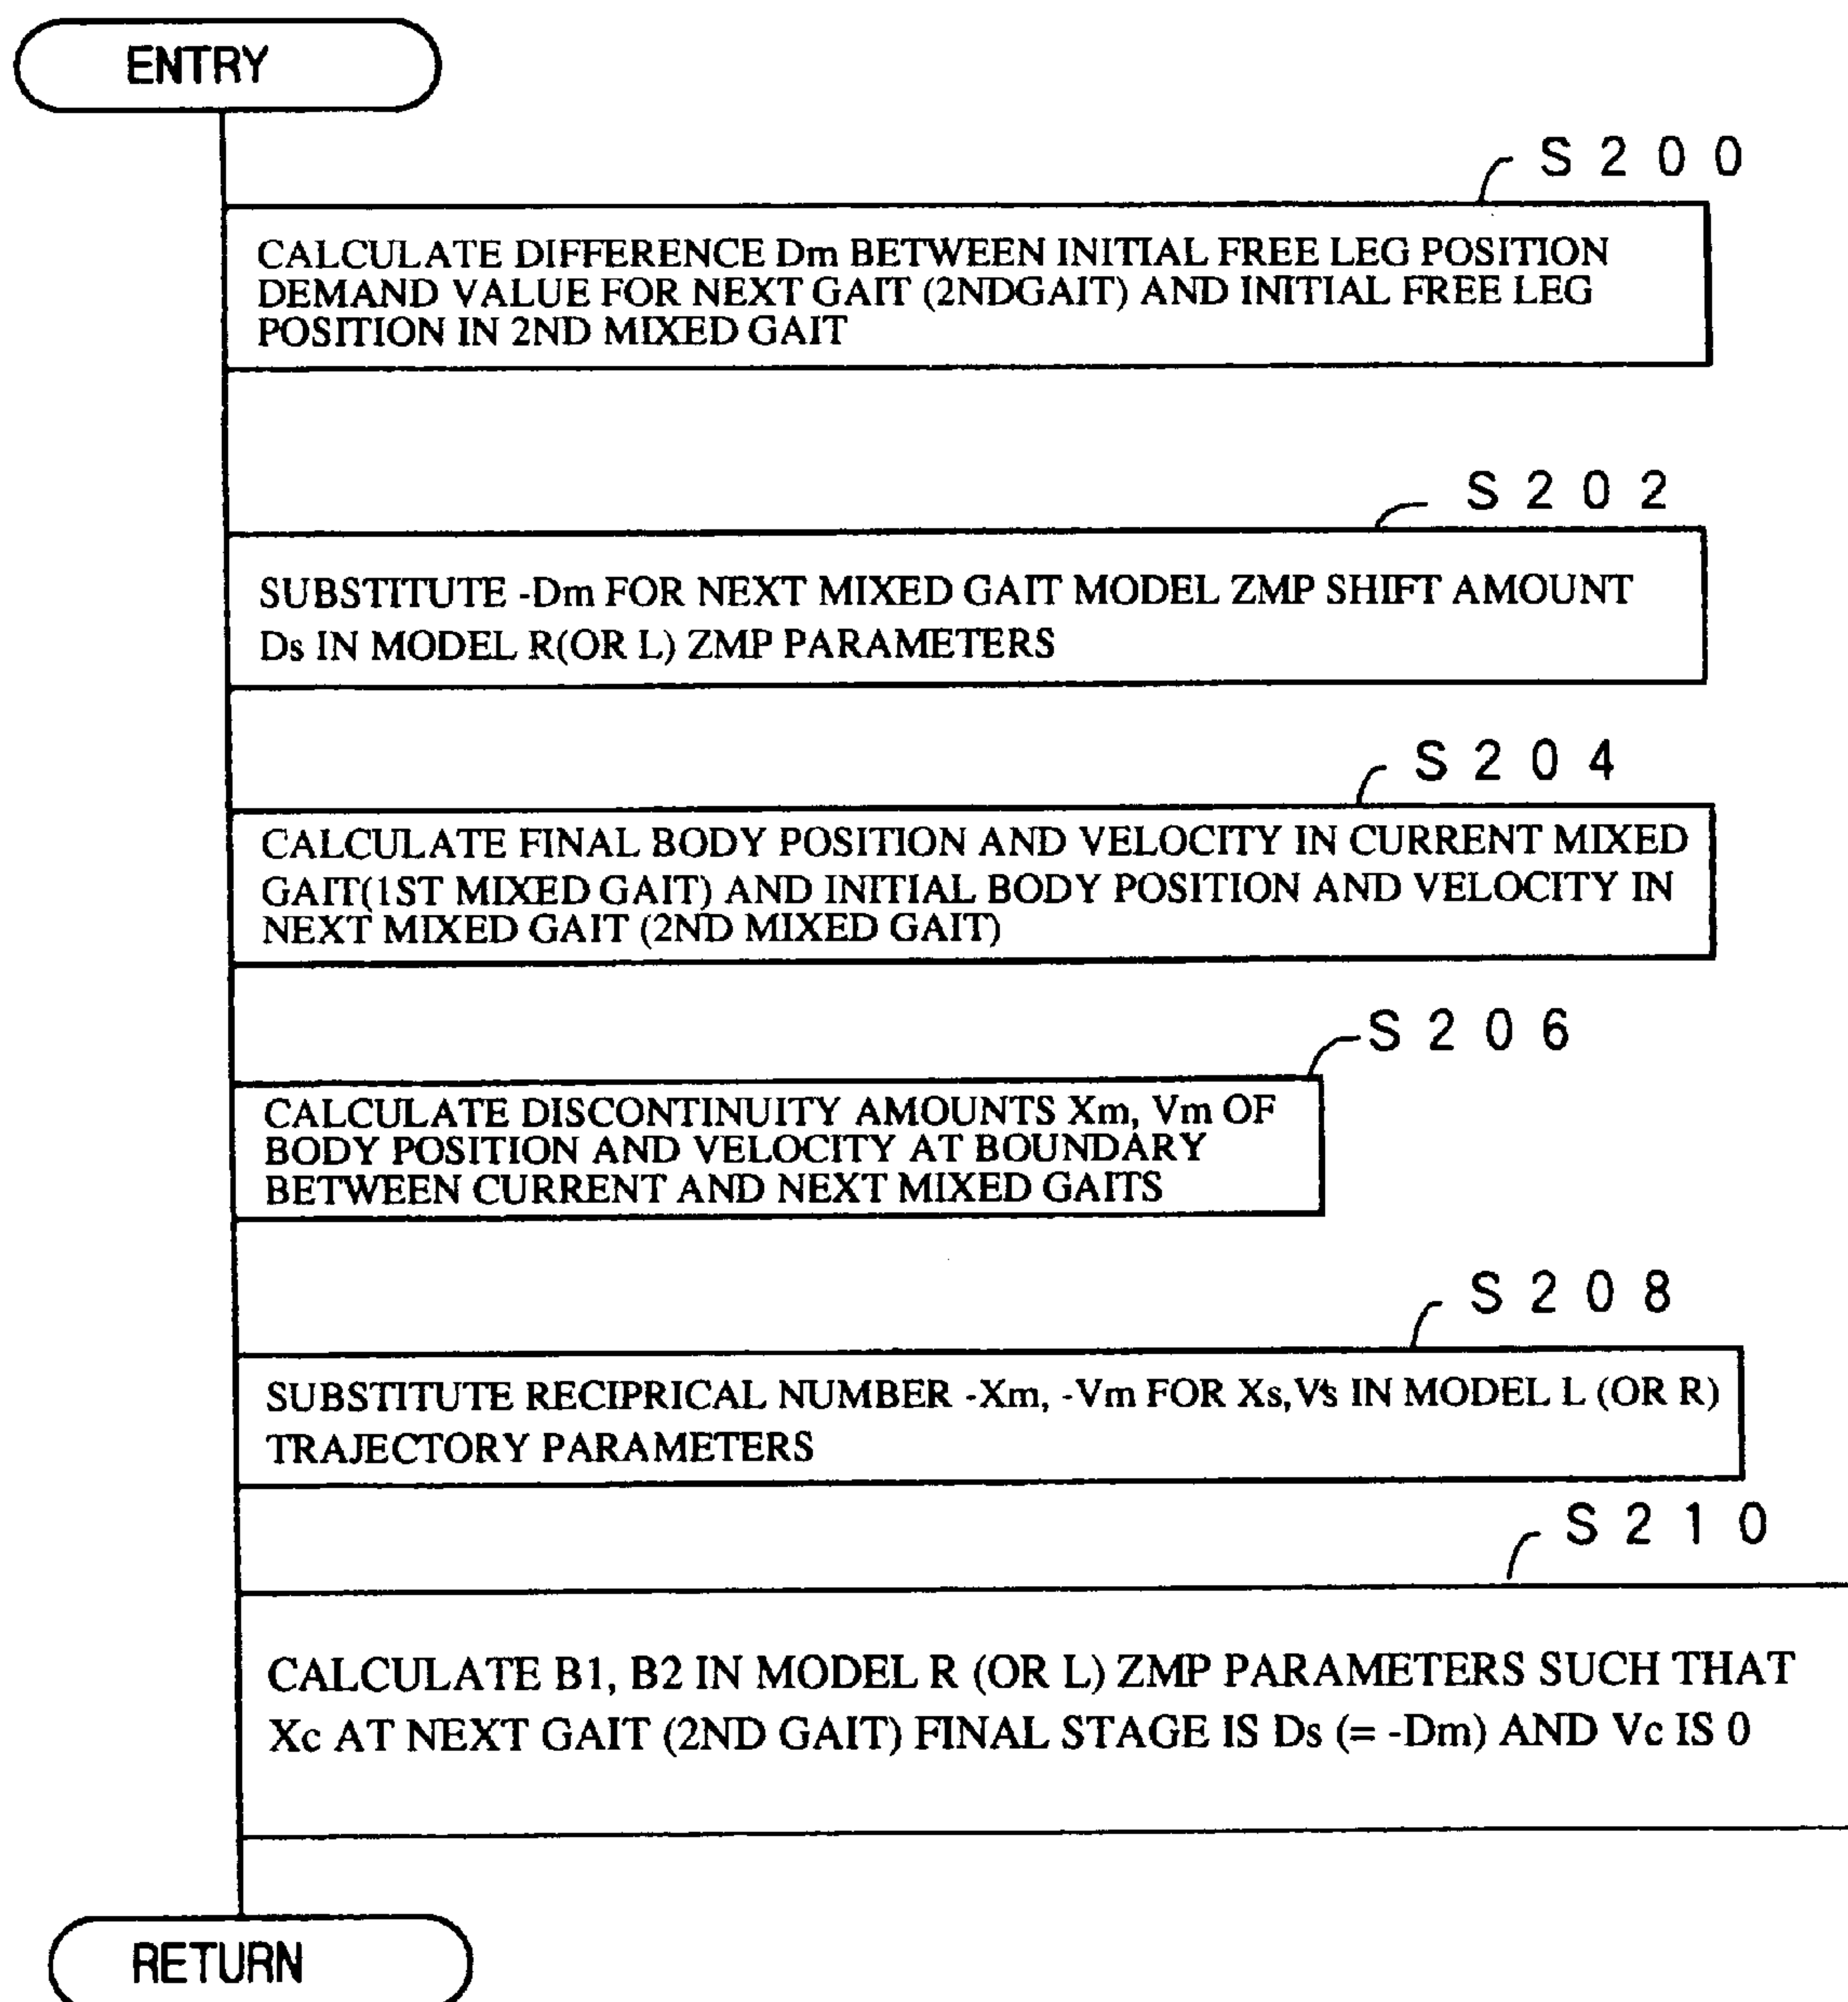 ENTRY
S 2 0 0
CALCULATE DIFFERENCE Dm BETWEEN INITIAL FREE LEG POSITION
DEMAND VALUE FOR NEXT GAIT (2NDGAIT) AND INITIAL FREE LEG
POSITION IN 2ND MIXED GAIT
S 2 0 2
SUBSTITUTE -Dm FOR NEXT MIXED GAIT MODEL ZMP SHIFT AMOUNT
Ds IN MODEL R(OR L) ZMP PARAMETERS
S 2 0 4
CALCULATE FINAL BODY POSITION AND VELOCITY IN CURRENT MIXED
GAIT(1ST MIXED GAIT) AND INITIAL BODY POSITION AND VELOCITY IN
NEXT MIXED GAIT (2ND MIXED GAIT)
S 2 0 6
CALCULATE DISCONTINUITY AMOUNTS Xm, Vm OF
BODY POSITION AND VELOCITY AT BOUNDARY
BETWEEN CURRENT AND NEXT MIXED GAITS
S 2 0 8
SUBSTITUTE RECIPRICAL NUMBER -Xm, -Vm FOR Xs,Vs IN MODEL L (OR R)
TRAJECTORY PARAMETERS
S 2 1 0
CALCULATE B1, B2 IN MODEL R (OR L) ZMP PARAMETERS SUCH THAT
Xc AT NEXT GAIT (2ND GAIT) FINAL STAGE IS Ds (= -Dm) AND Vc IS 0
RETURN